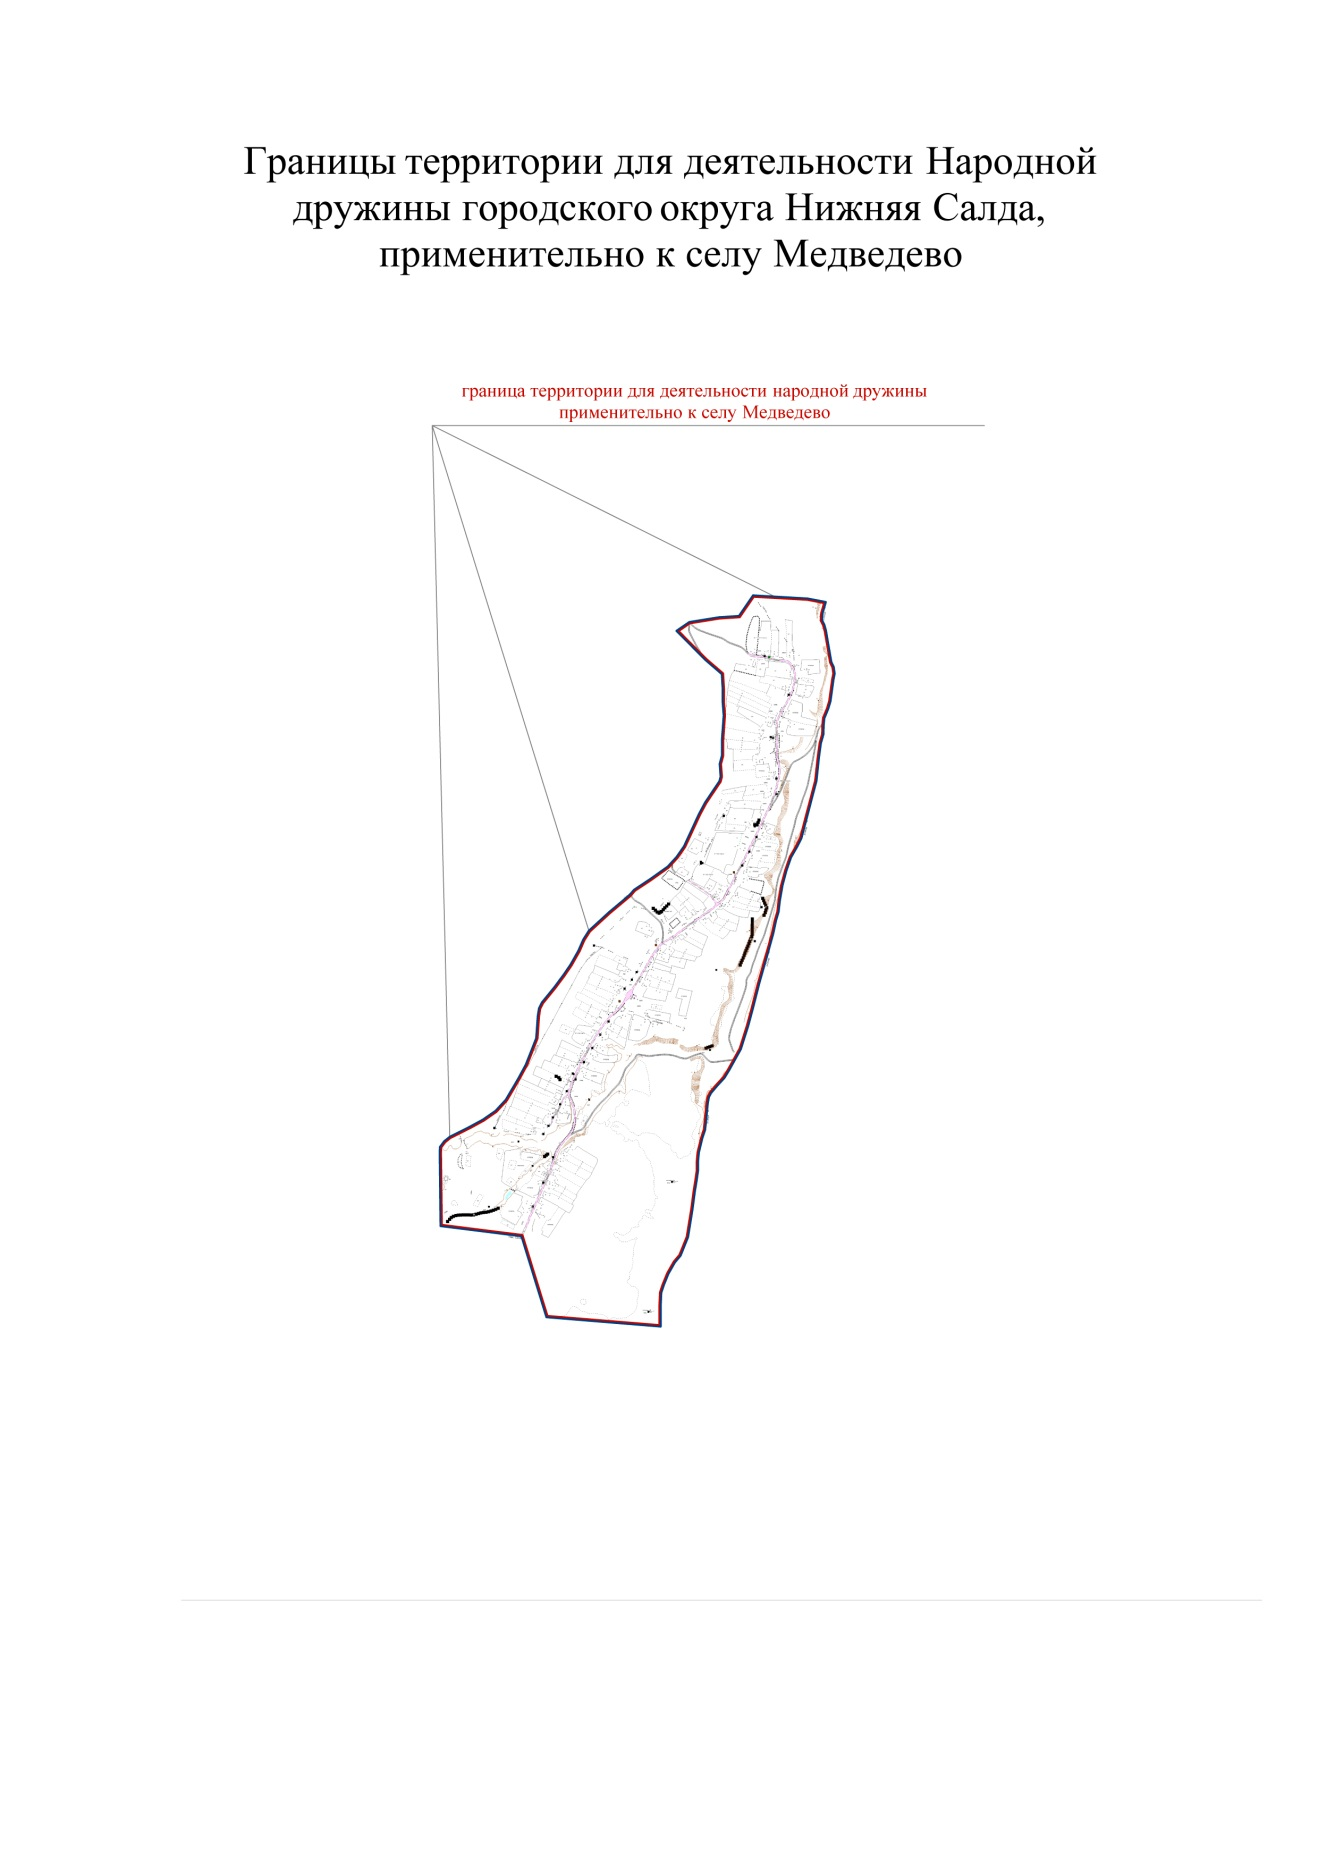 Границы территории для деятельности Народной
дружины городского округа Нижняя Салда,
применительно к селу Медведево
граница территории для деятельности народной дружины
применительно к селу Медведево